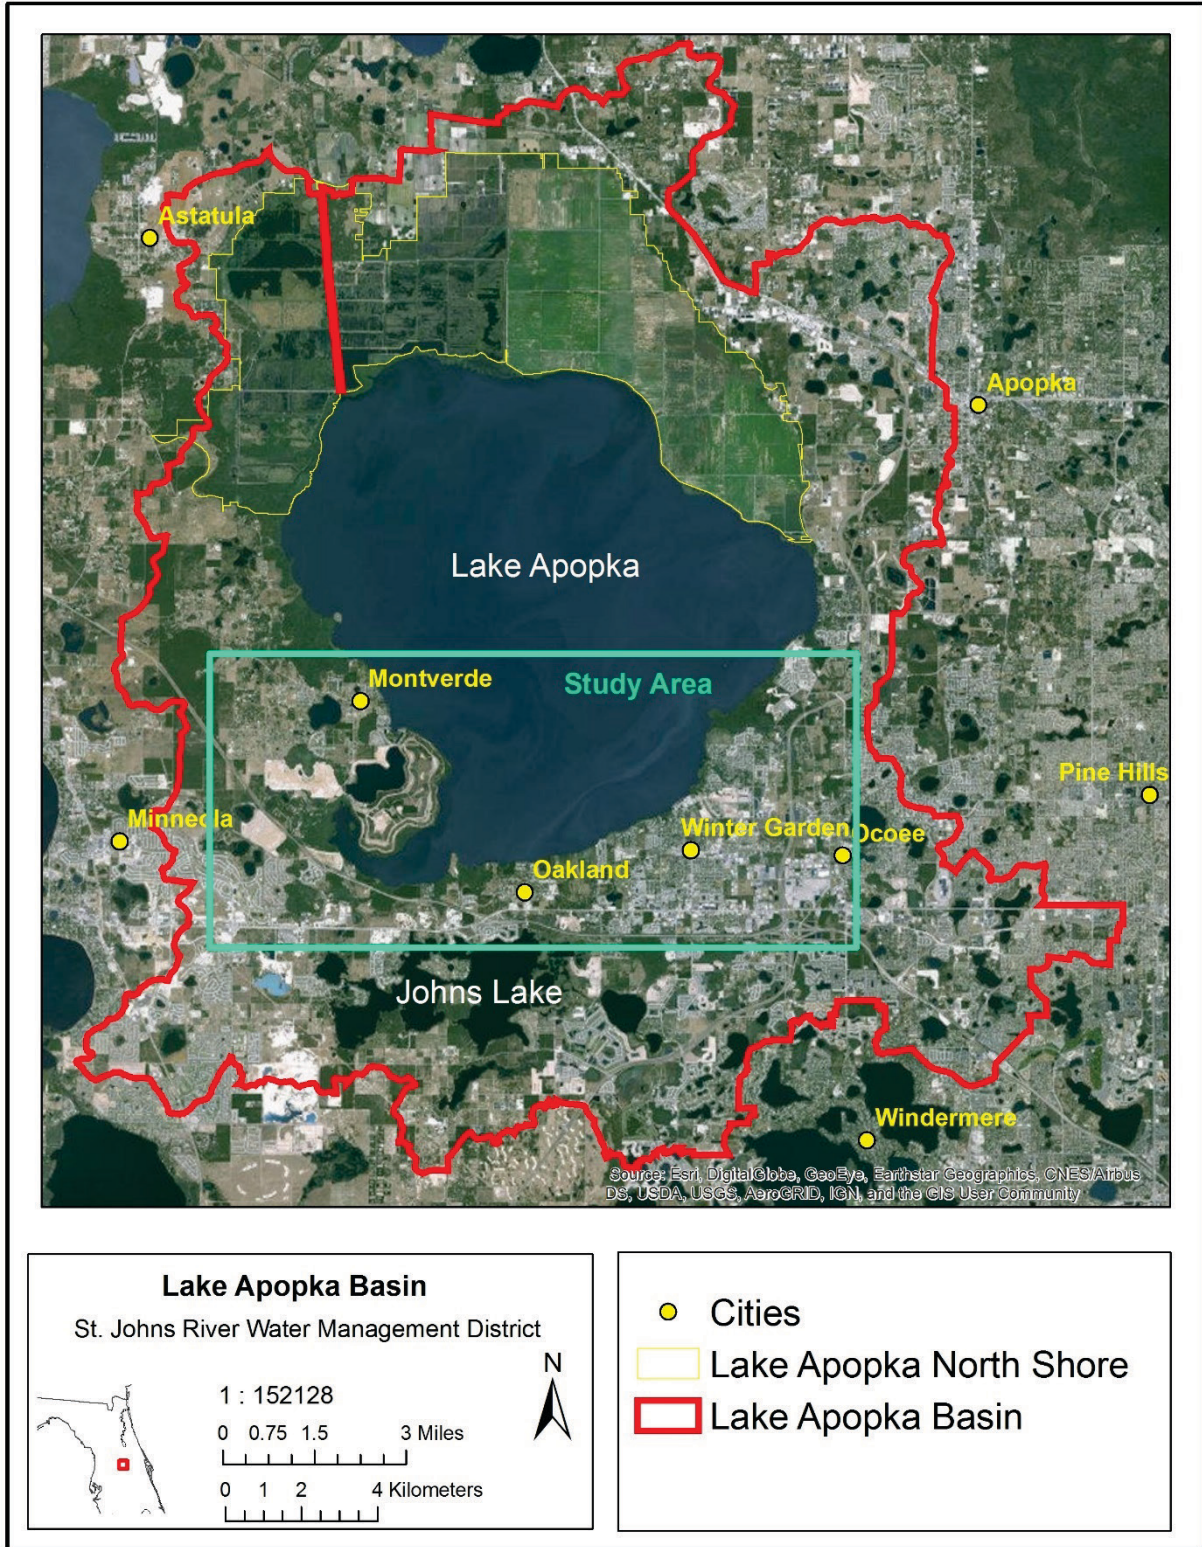 Astatula
Apopka
Lake Apopka
Montverde
Study Area
Pine Hills
Minneola
Winter Garden
Ocoee
Oakland
Johns Lake
Windermere
Source: Esri, DigitalGlobe, GeoEye, Earthstar Geographics, CNES/Airbus
DS, USDA, USGS, AeroGRID, IGN, and the GIS User Community
Lake Apopka Basin
St. Johns River Water Management District
N
1 : 152128
0 0.75 1.5 3 Miles
0 1 2 4 Kilometers
Cities
Lake Apopka North Shore
Lake Apopka Basin